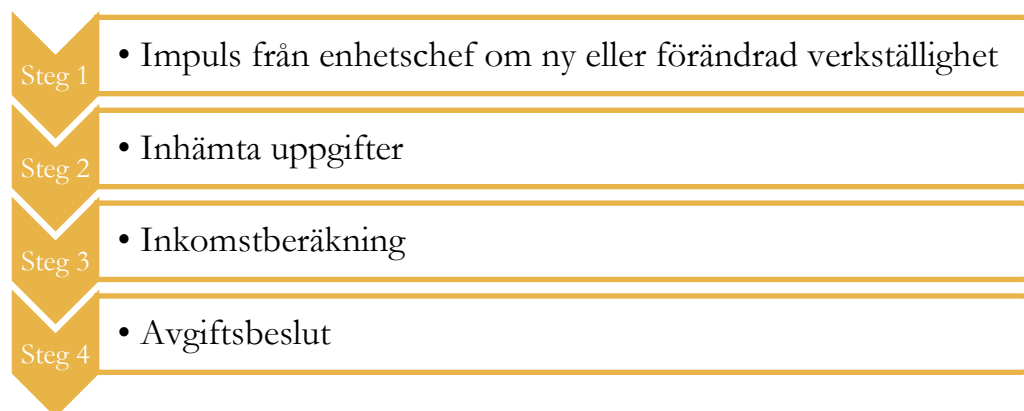 Steg 1
• Impuls från enhetschef om ny eller förändrad verkställighet
Steg 2
• Inhämta uppgifter
Steg 3
• Inkomstberäkning
Steg 4
• Avgiftsbeslut